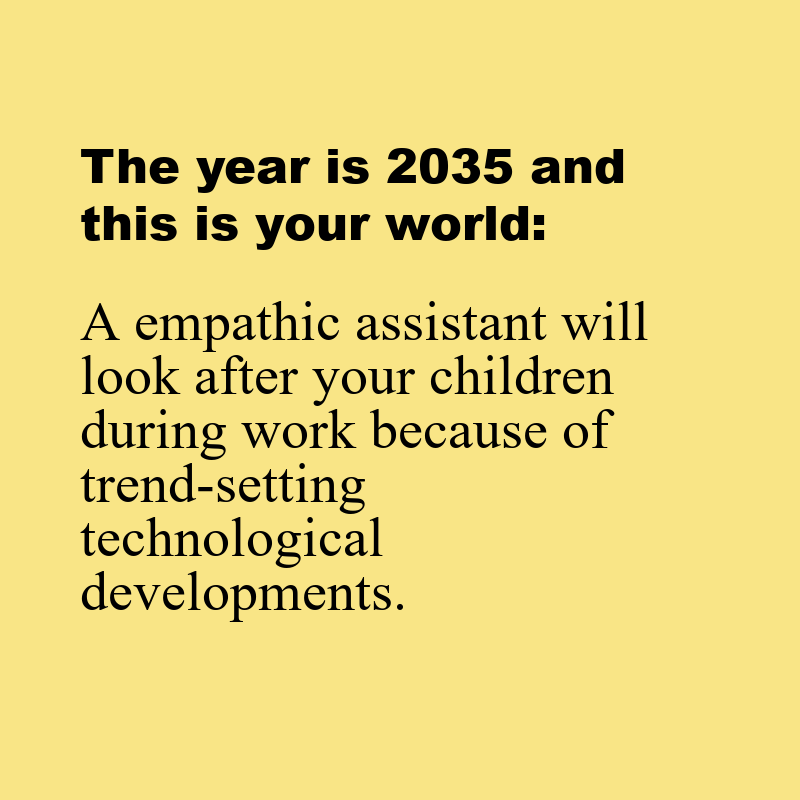 The year is 2035 and
this is your world:
A empathic assistant will
look after your children
during work because of
trend-setting
technological
developments.